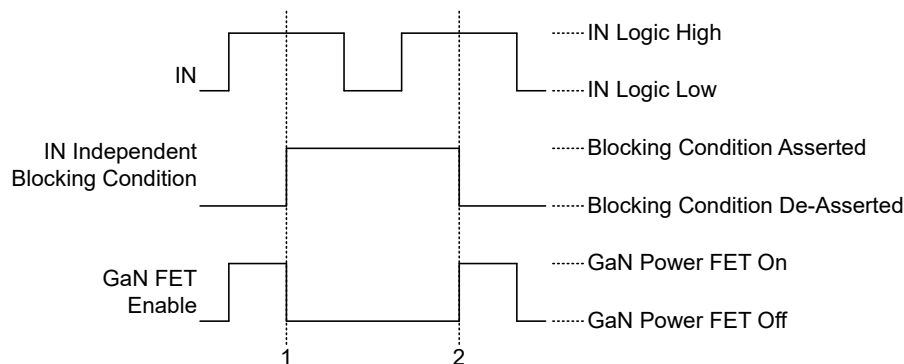 IN
IN Logic High
IN Logic Low
IN Independent
Blocking Condition
Blocking Condition Asserted
Blocking Condition De-Asserted
GaN FET
Enable
GaN Power FET On
GaN Power FET Off
1
2